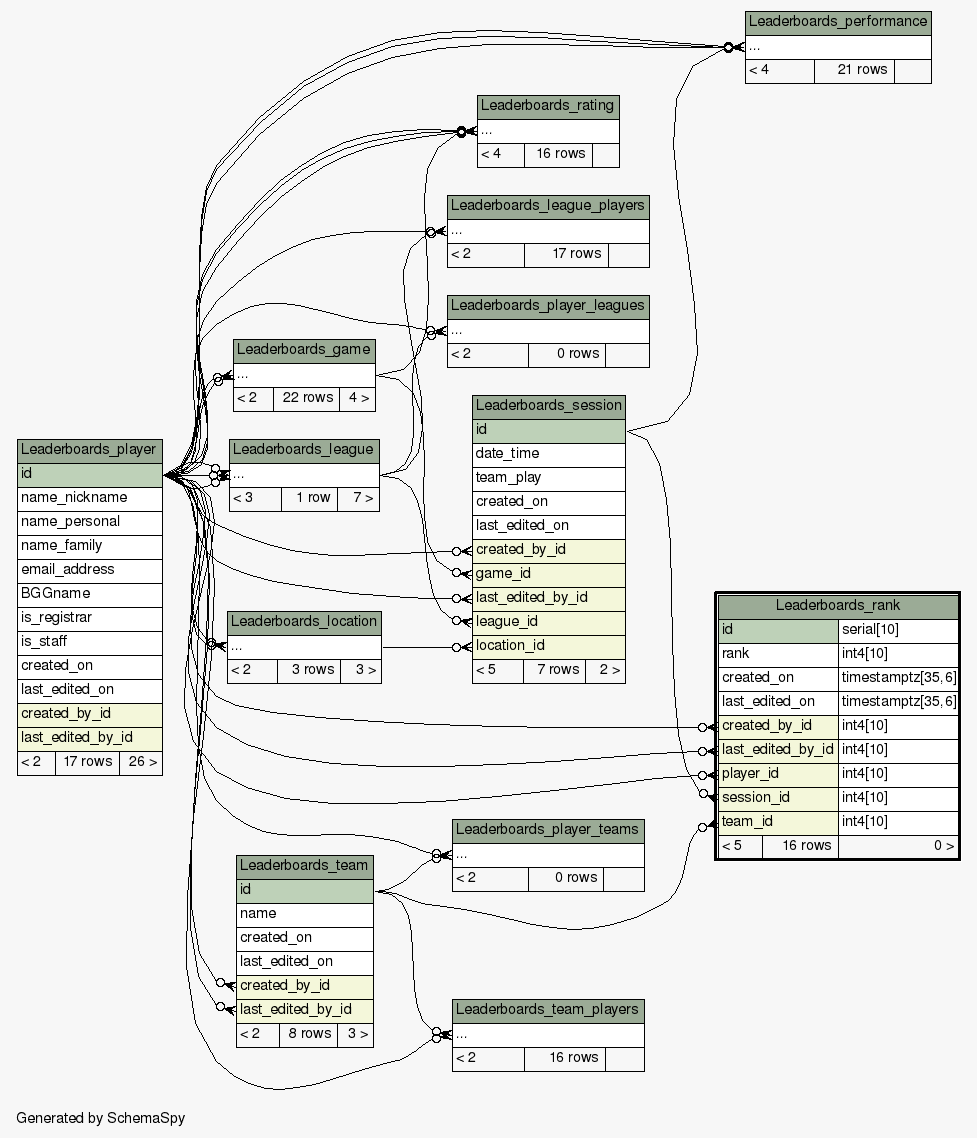 Leaderboards_performance
...
< 4 21 rows
Leaderboards_rating
...
< 4 16 rows
Leaderboards_league_players
...
< 2 17 rows
Leaderboards_player_leagues
...
< 2 0 rows
Leaderboards_game
...
< 2 22 rows 4 >
Leaderboards_league
...
< 3 1 row 7 >
Leaderboards_session
id
date_time
team_play
created_on
last_edited_on
created_by_id
game_id
last_edited_by_id
league_id
location_id
< 5 7 rows 2 >
Leaderboards_player
id
name_nickname
name_personal
name_family
email_address
BGGname
is_registrar
is_staff
created_on
last_edited_on
created_by_id
last_edited_by_id
< 2 17 rows 26 >
Leaderboards_location
...
< 2 3 rows 3 >
Leaderboards_rank
id serial[10]
rank int4[10]
created_on timestamptz[35,6]
last_edited_on timestamptz[35,6]
created_by_id int4[10]
last_edited_by_id int4[10]
player_id int4[10]
session_id int4[10]
team_id int4[10]
< 5 16 rows 0 >
Leaderboards_player_teams
...
< 2 0 rows
Leaderboards_team
id
name
created_on
last_edited_on
created_by_id
last_edited_by_id
< 2 8 rows 3 >
Leaderboards_team_players
...
< 2 16 rows
Generated by SchemaSpy